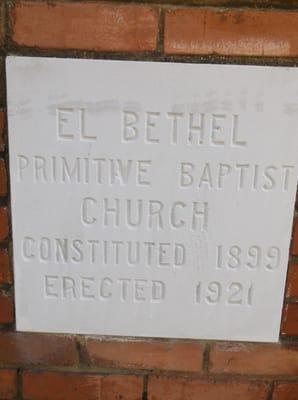 EL BETHEL
PRIMITIVE BAPTIST
CHURCH
CONSTITUTED 1899
ERECTED 1921